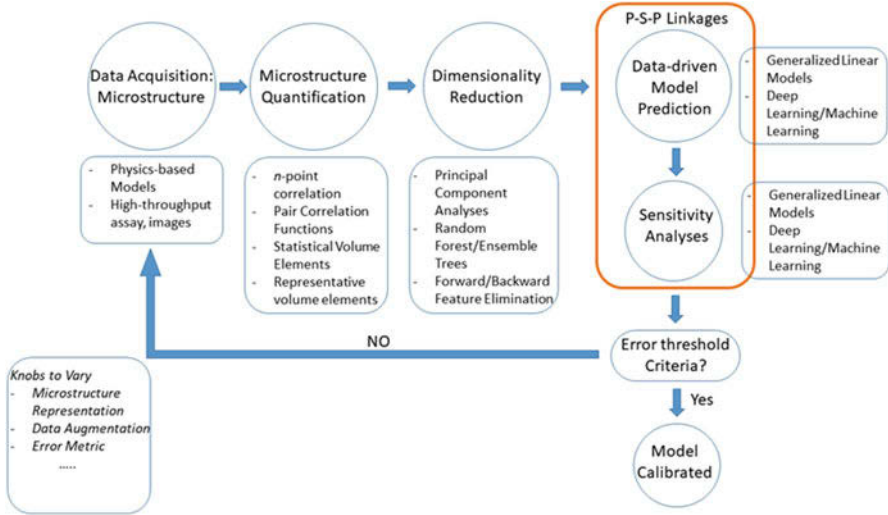 P-S-P Linkages
Data Acquisition:
Microstructure
Microstructure
Quantification
Dimensionality
Reduction
Data-driven
Model
Prediction
- Generalized Linear
Models
- Deep
Learning/Machine
Learning
- Physics-based
Models
- High-throughput
assay, images
- n-point
correlation
- Pair Correlation
Functions
- Statistical Volume
Elements
- Representative
volume elements
- Principal
Component
Analyses
- Random
Forest/Ensemble
Trees
- Forward/Backward
Feature Elimination
Sensitivity
Analyses
- Generalized Linear
Models
- Deep
Learning/Machine
Learning
NO
Error threshold
Criteria?
Knobs to Vary
- Microstructure
Representation
- Data Augmentation
- Error Metric
.....
Yes
Model
Calibrated